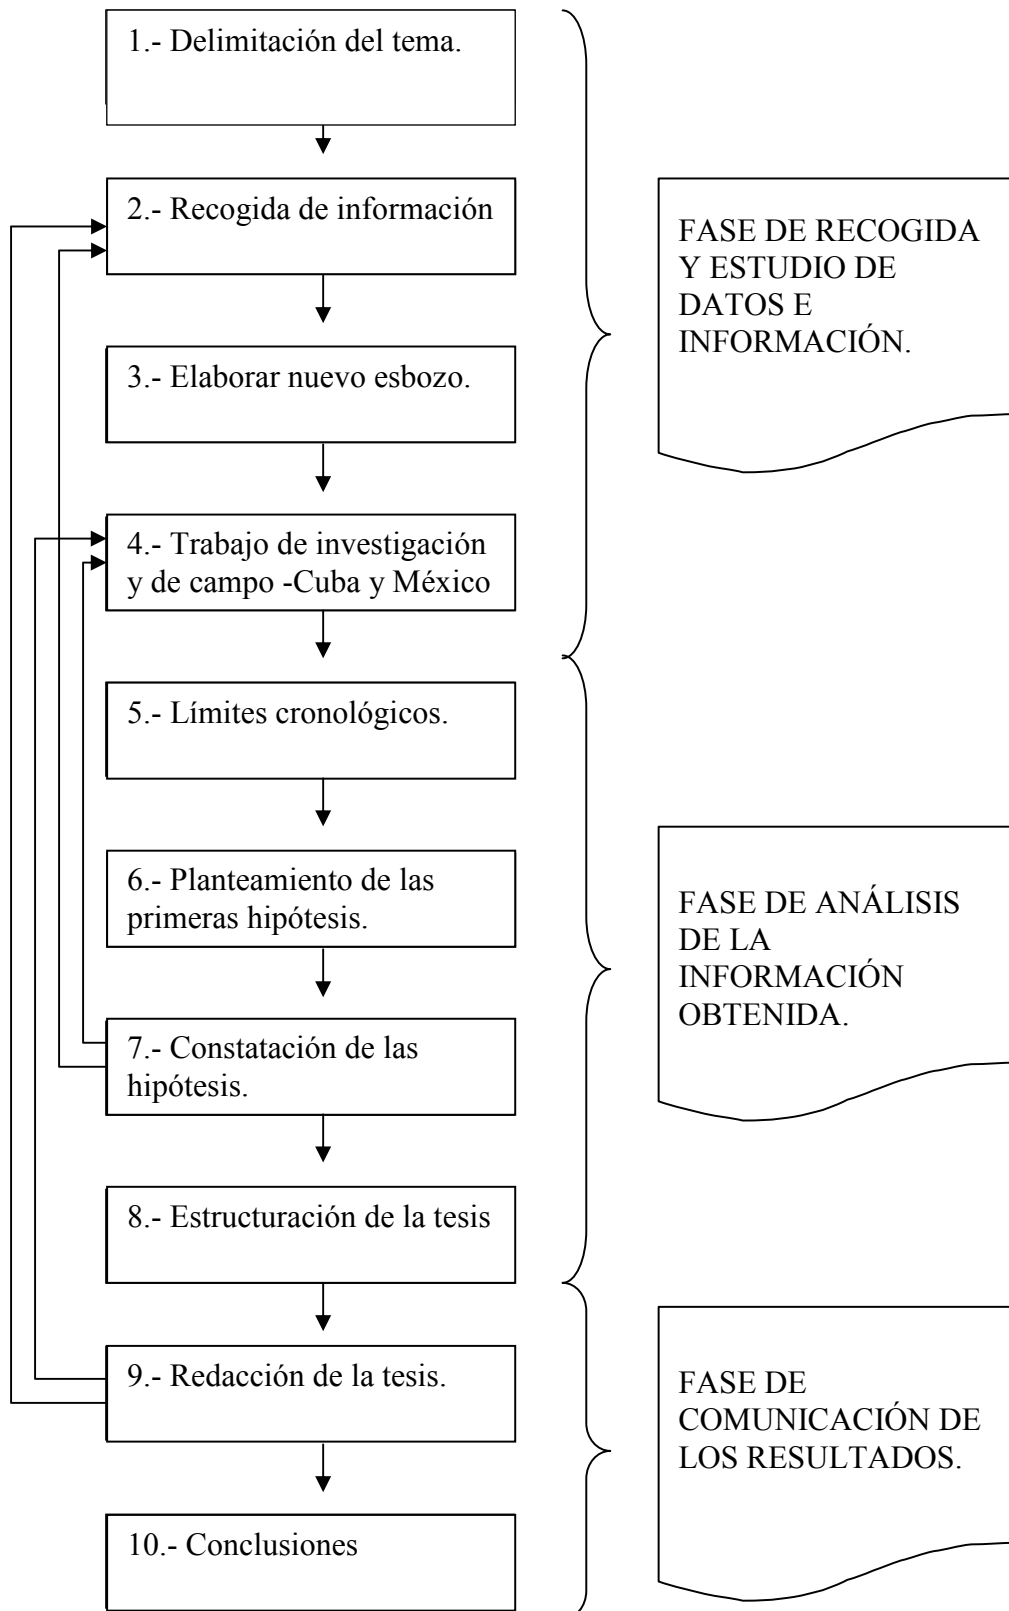 1.- Delimitación del tema.
2.- Recogida de información
3.- Elaborar nuevo esbozo.
4.- Trabajo de investigación
y de campo -Cuba y México
5.- Límites cronológicos.
6.- Planteamiento de las
primeras hipótesis.
7.- Constatación de las
hipótesis.
8.- Estructuración de la tesis
9.- Redacción de la tesis.
10.- Conclusiones
FASE DE RECOGIDA
Y ESTUDIO DE
DATOS E
INFORMACIÓN.
FASE DE ANÁLISIS
DE LA
INFORMACIÓN
OBTENIDA.
FASE DE
COMUNICACIÓN DE
LOS RESULTADOS.